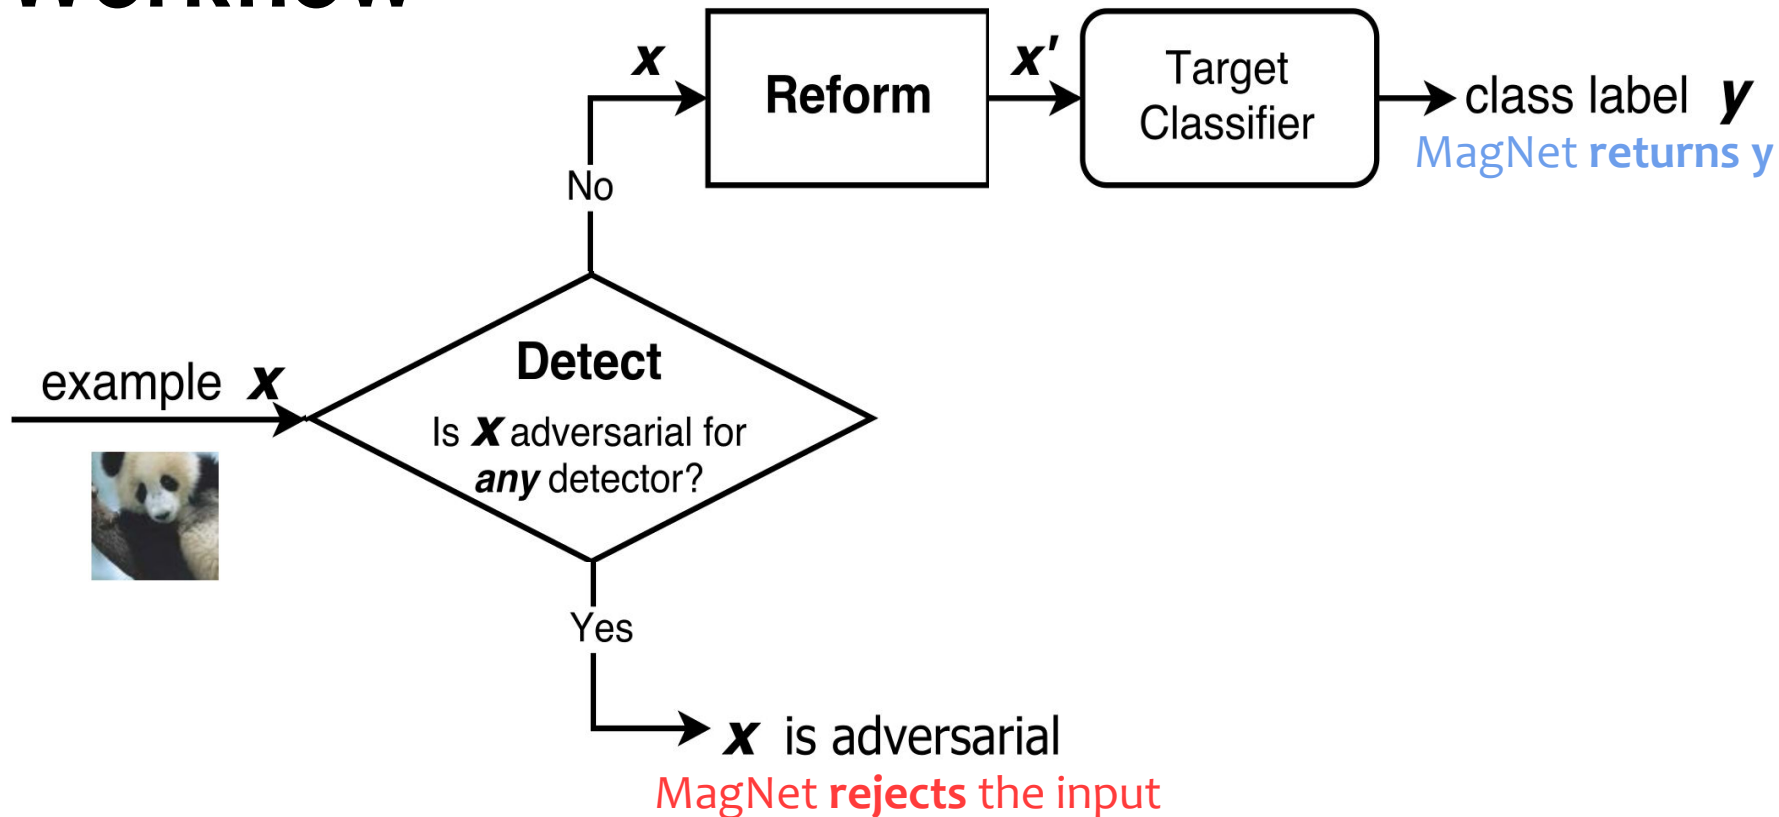 x
Reform
x'
Target
Classifier
class label y
MagNet returns y
No
example x
Detect
Is x adversarial for
any detector?
Yes
x is adversarial
MagNet rejects the input